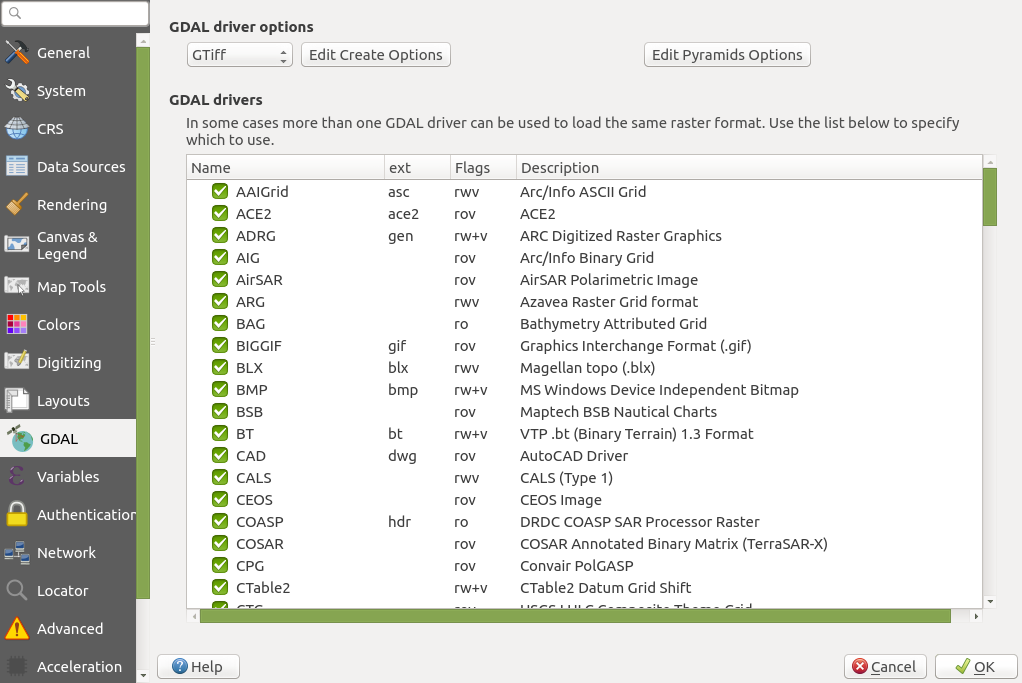 General
System
CRS
Data Sources
Rendering
Canvas &
Legend
Map Tools
Colors
Digitizing
Layouts
GDAL
Variables
Authentication
Network
Locator
Advanced
Acceleration
GDAL driver options
GTiff Edit Create Options Edit Pyramids Options
GDAL drivers
In some cases more than one GDAL driver can be used to load the same raster format. Use the list below to specify
which to use.
Name ext Flags Description
AAIGrid asc rwv Arc/Info ASCII Grid
ACE2 ace2 rov ACE2
ADRG gen rw+v ARC Digitized Raster Graphics
AIG rov Arc/Info Binary Grid
AirSAR rov AirSAR Polarimetric Image
ARG rwv Azavea Raster Grid format
BAG ro Bathymetry Attributed Grid
BIGGIF gif rov Graphics Interchange Format (.gif)
BLX blx rwv Magellan topo (.blx)
BMP bmp rw+v MS Windows Device Independent Bitmap
BSB rov Maptech BSB Nautical Charts
BT bt rw+v VTP .bt (Binary Terrain) 1.3 Format
CAD dwg rov AutoCAD Driver
CALS rwv CALS (Type 1)
CEOS rov CEOS Image
COASP hdr ro DRDC COASP SAR Processor Raster
COSAR rov COSAR Annotated Binary Matrix (TerraSAR-X)
CPG rov Convair PolGASP
CTable2 rw+v CTable2 Datum Grid Shift
CTG rov USGS LULC Composite Theme Grid
Help Cancel OK